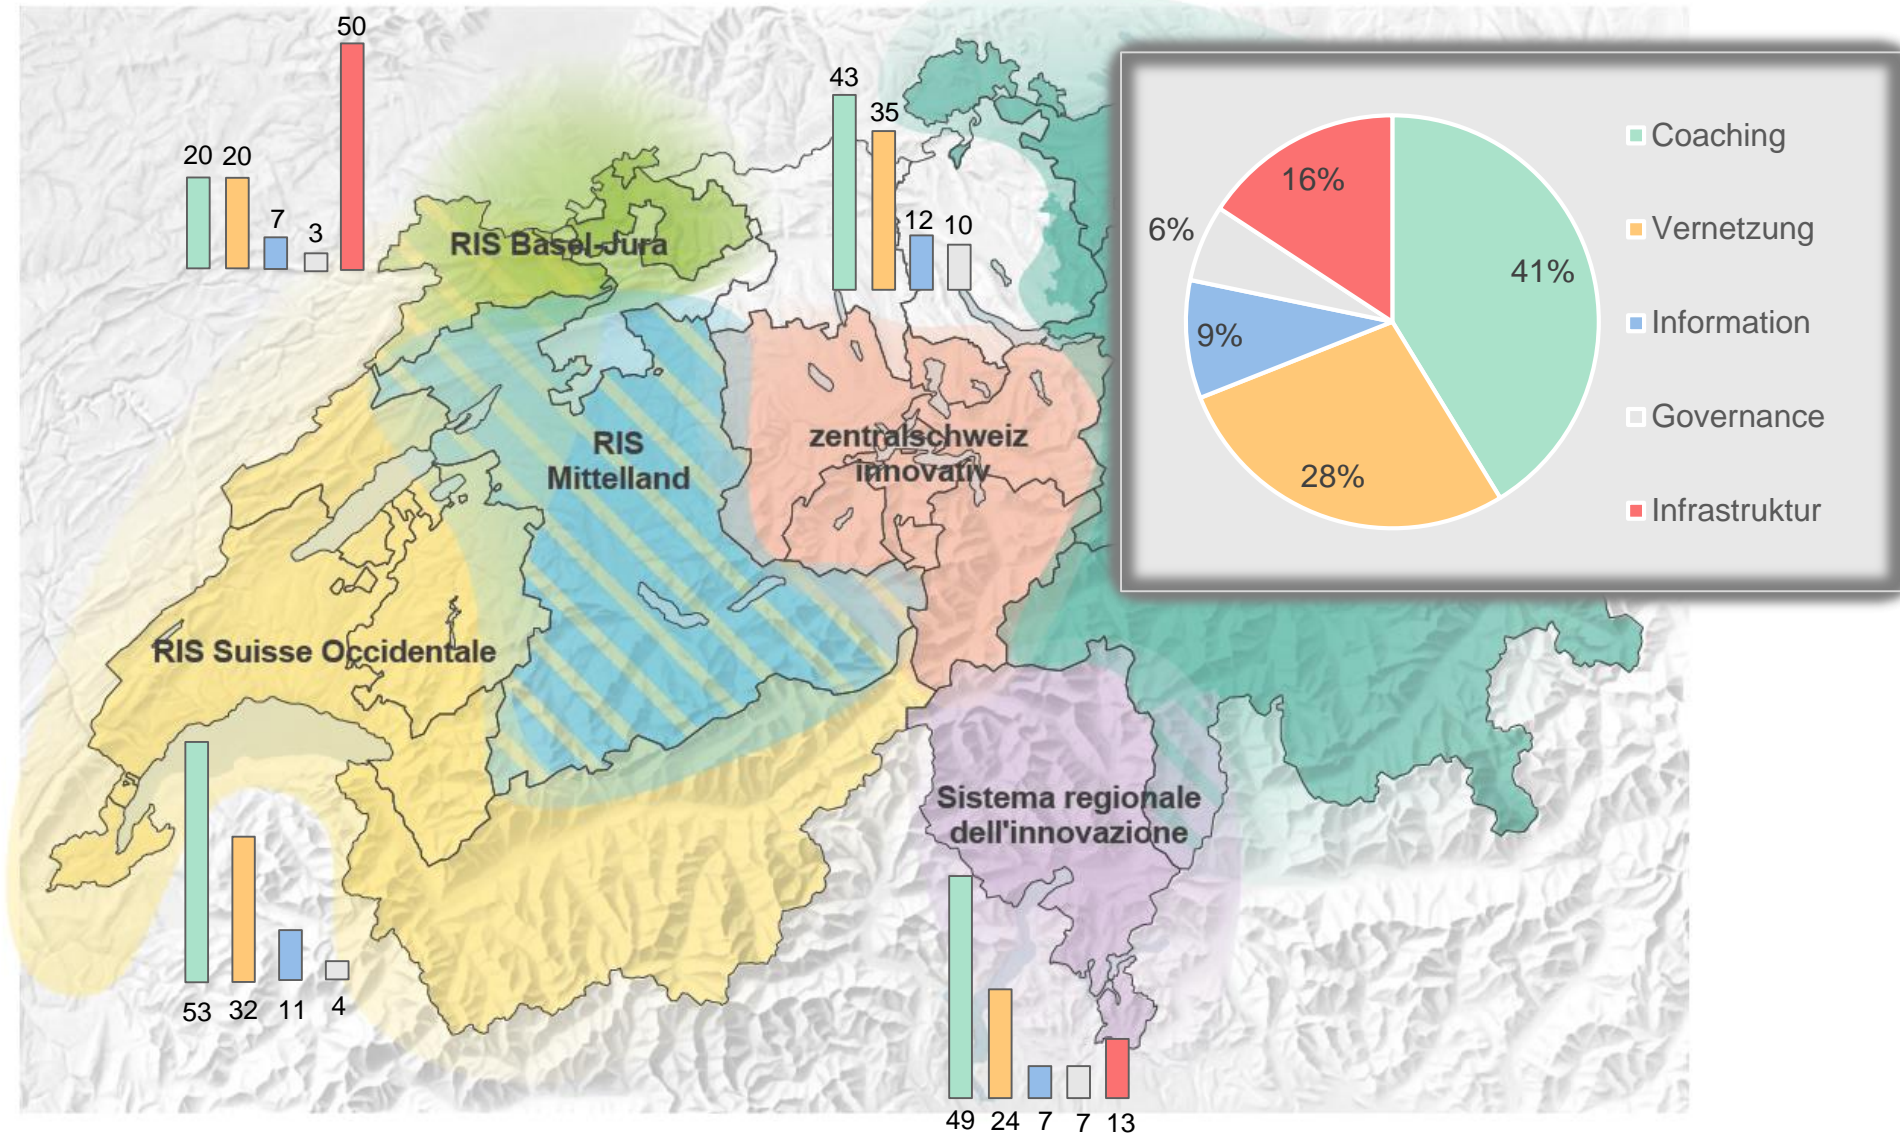 50
20 20
7
3
43
35
12 10
RIS Basel-Jura
RIS
Mittelland
zentralschweiz
innovativ
RIS Suisse Occidentale
Sistema regionale
dell'innovazione
53 32 11 4
49 24 7 7 13
16%
6%
9%
28%
41%
Coaching
Vernetzung
Information
Governance
Infrastruktur